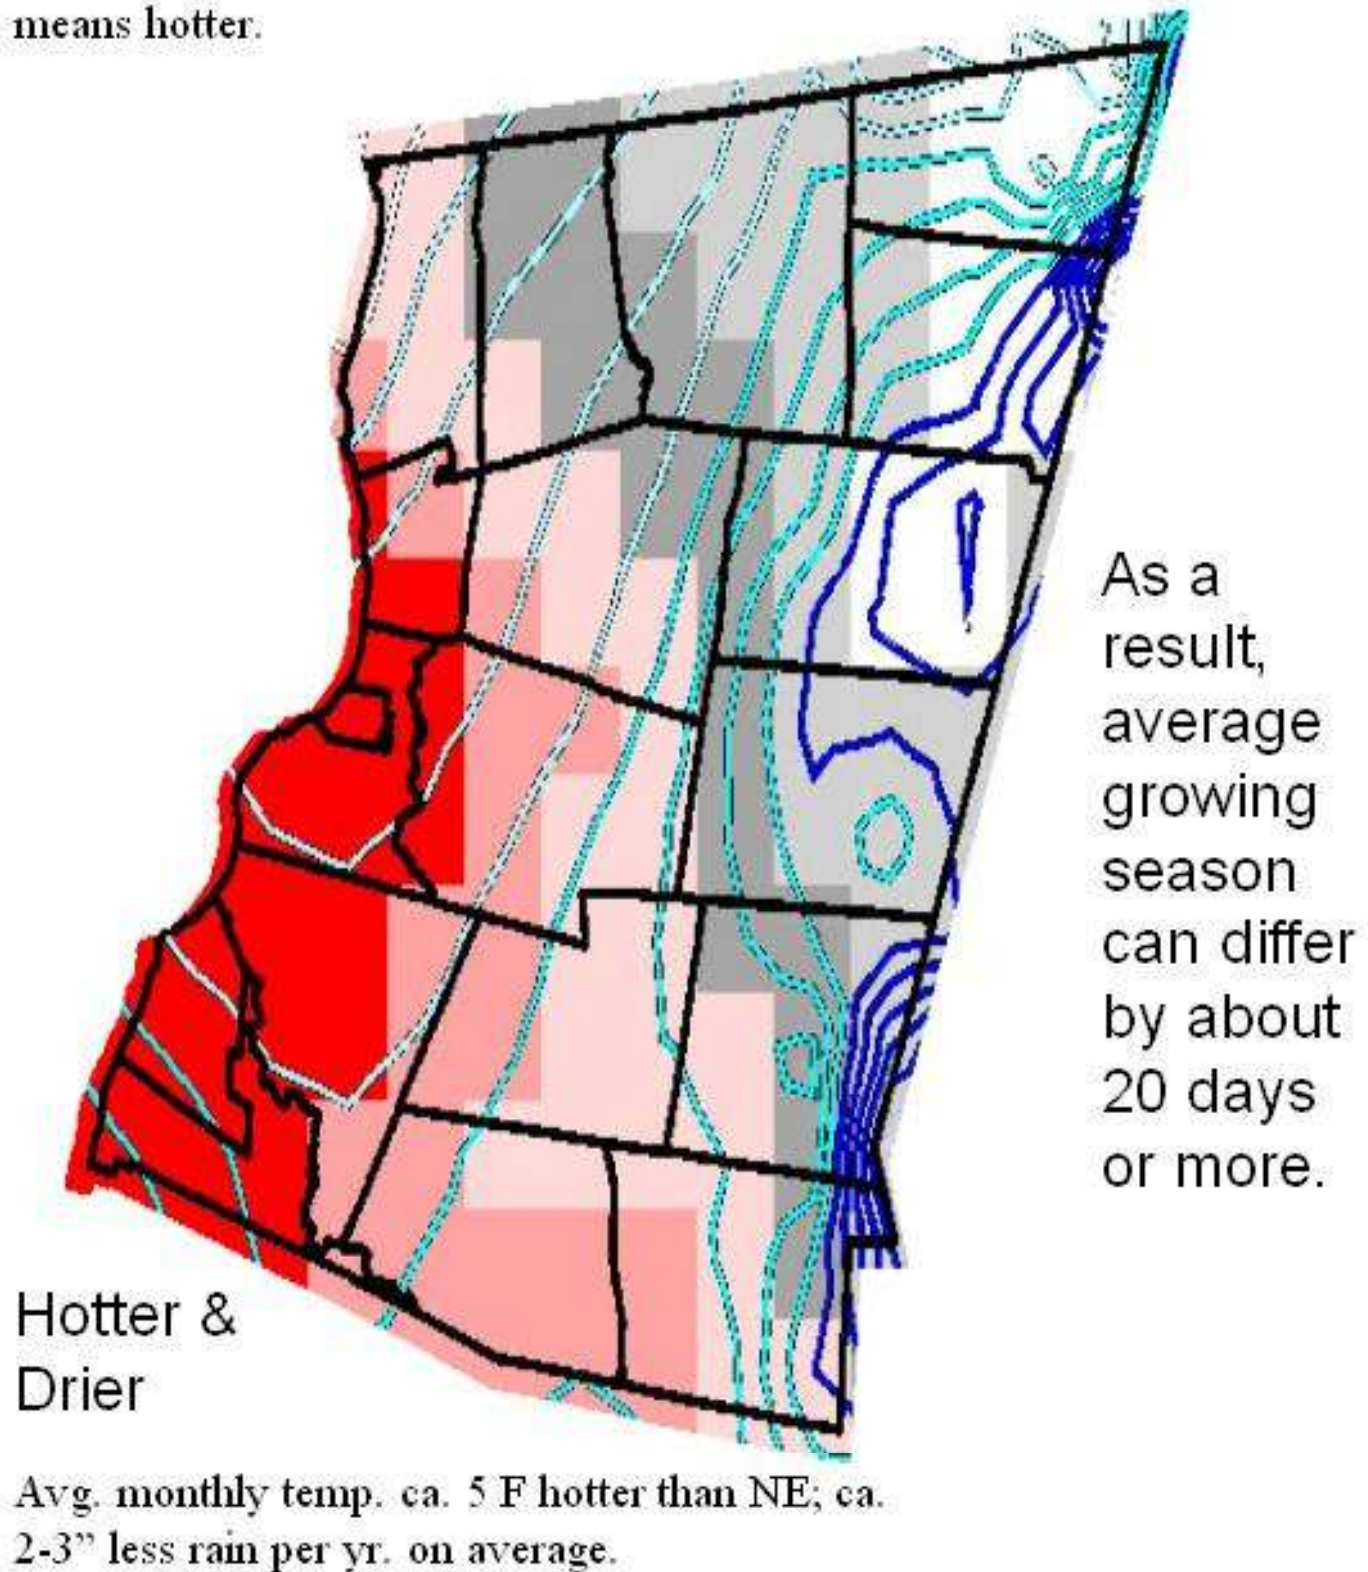 means hotter.
As a
result,
average
growing
season
can differ
by about
20 days
or more.
Hotter &
Drier
Avg. monthly temp. ca. 5 F hotter than NE; ca.
2-3” less rain per yr. on average.